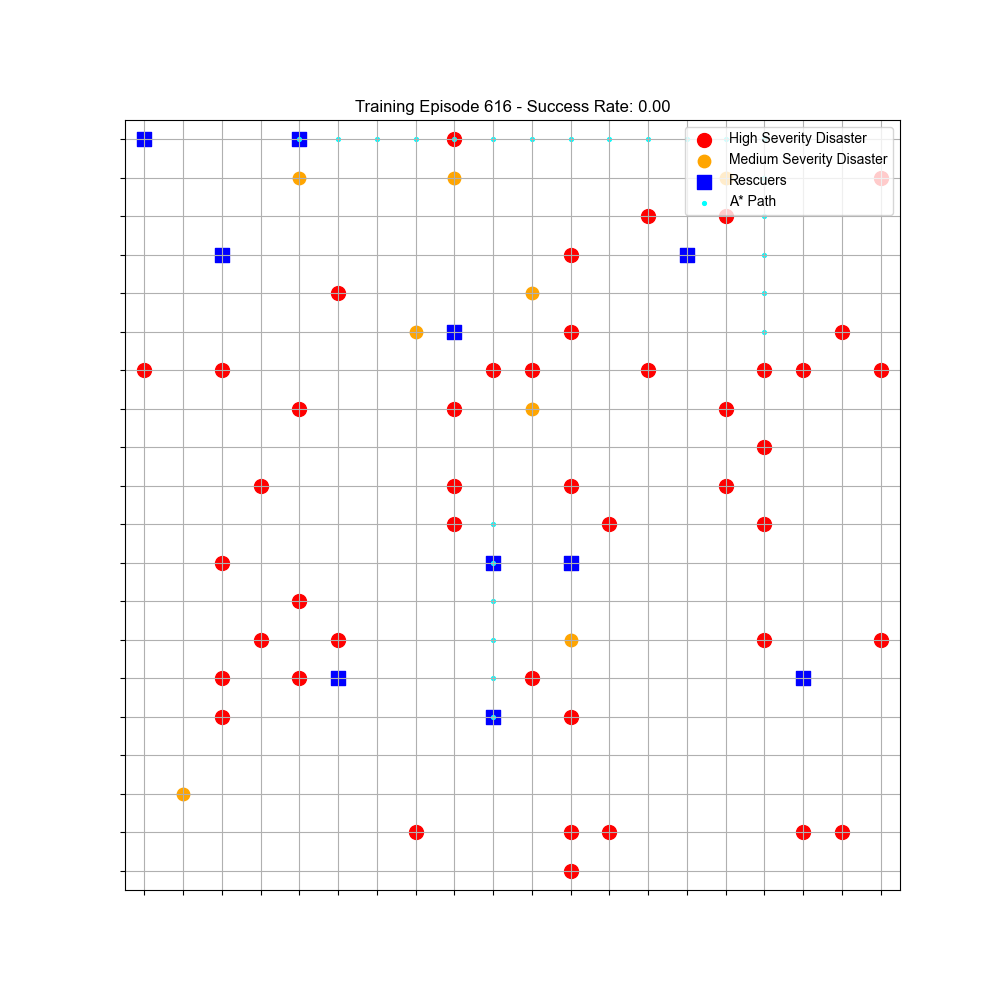 Training Episode 616 - Success Rate: 0.00
High Severity Disaster
Medium Severity Disaster
Rescuers
A* Path